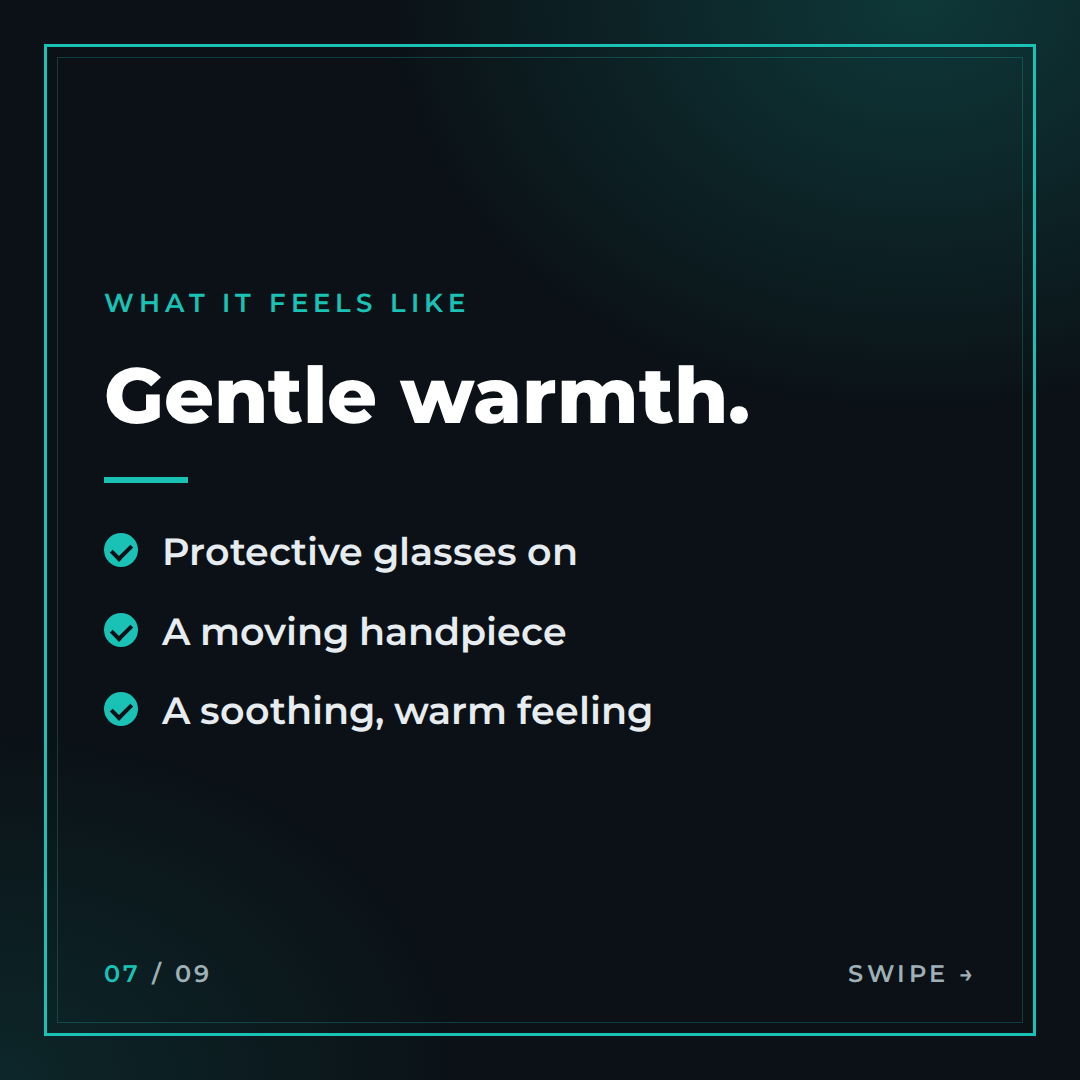 WHAT IT FEELS LIKE
Gentle warmth.
Protective glasses on
A moving handpiece
A soothing, warm feeling
07 / 09
SWIPE →